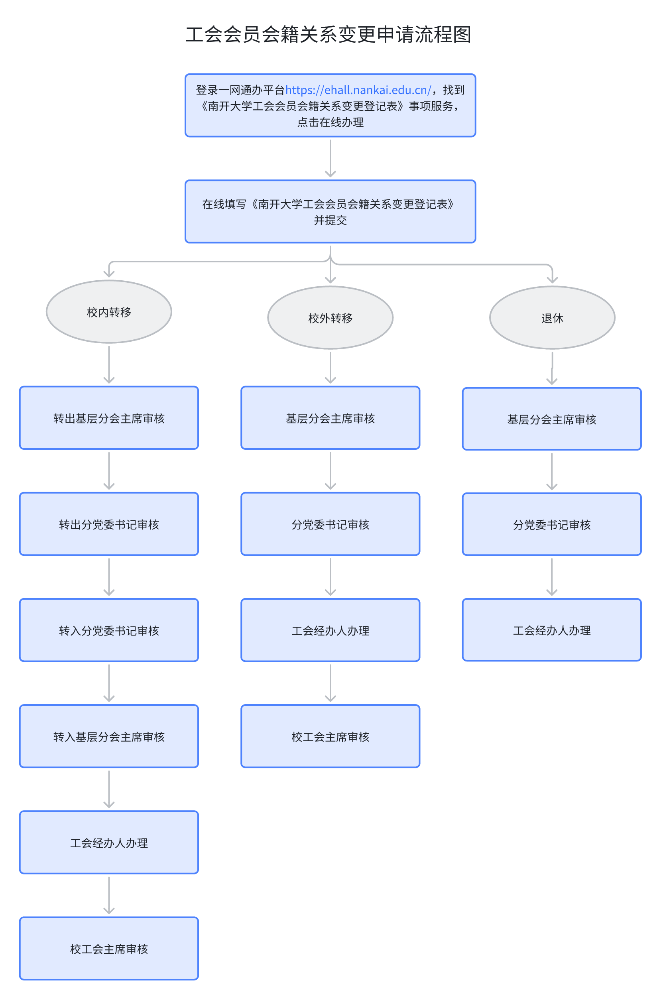 工会会员会籍关系变更申请流程图
登录一网通办平台https://ehall.nankai.edu.cn/，找到
《南开大学工会会员会籍关系变更登记表》事项服务，
点击在线办理
在线填写《南开大学工会会员会籍关系变更登记表》
并提交
校内转移
校外转移
退休
转出基层分会主席审核
基层分会主席审核
基层分会主席审核
转出分党委书记审核
分党委书记审核
分党委书记审核
转入分党委书记审核
工会经办人办理
工会经办人办理
转入基层分会主席审核
校工会主席审核
工会经办人办理
校工会主席审核